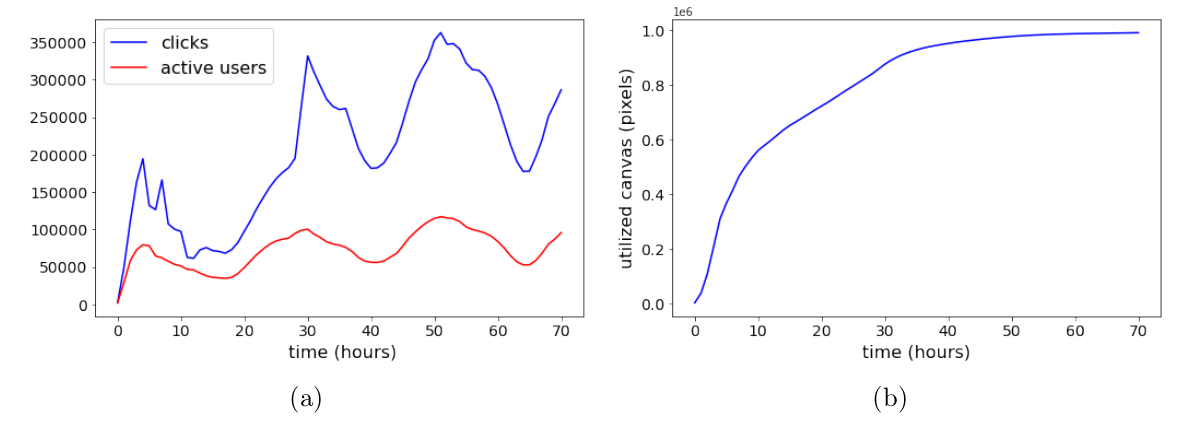 clicks
active users
350000
300000
250000
200000
150000
100000
50000
0
0 10 20 30 40 50 60 70
time (hours)
(a)
1e6
1.0
0.8
0.6
0.4
0.2
0.0
utilized canvas (pixels)
0 10 20 30 40 50 60 70
time (hours)
(b)